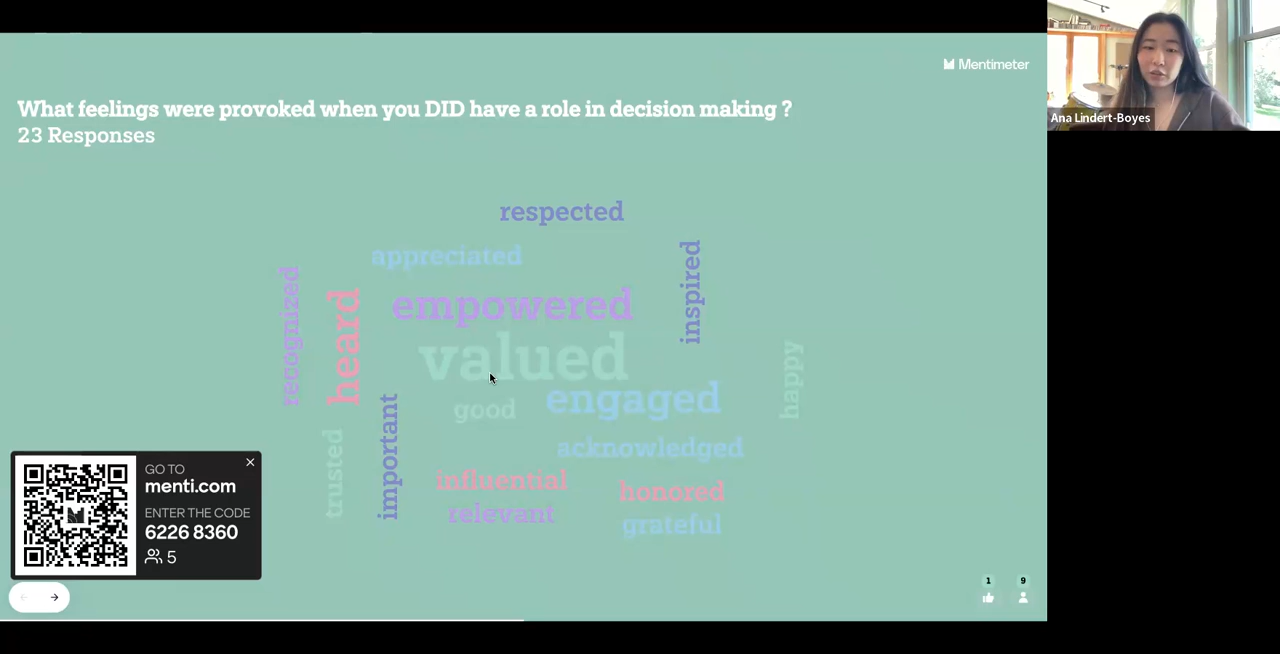 Mentimeter
Ana Lindert-Boyes
What feelings were provoked when you DID have a role in decision making ?
23 Responses
respected
appreciated
inspired
recognized
heard
empowered
valued
happy
engaged
good
important
trusted
acknowledged
influential
honored
relevant
grateful
GO TO
menti.com
ENTER THE CODE
6226 8360
5
1
9